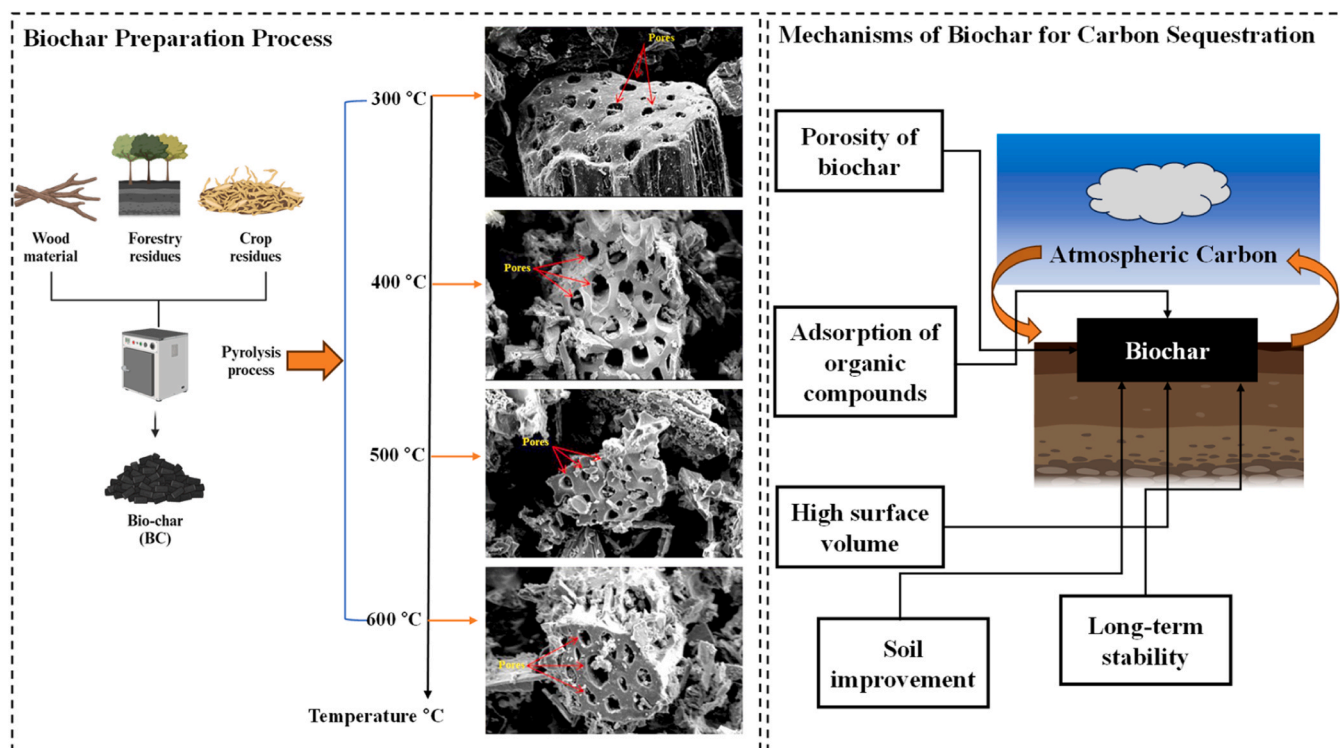 Biochar Preparation Process
Wood
material
Forestry
residues
Crop
residues
Pyrolysis
process
Bio-char
(BC)
300 °C
400 °C
500 °C
600 °C
Temperature °C
Pores
Pores
Pores
Pores
Mechanisms of Biochar for Carbon Sequestration
Porosity of
biochar
Atmospheric Carbon
Adsorption of
organic
compounds
Biochar
High surface
volume
Soil
improvement
Long-term
stability